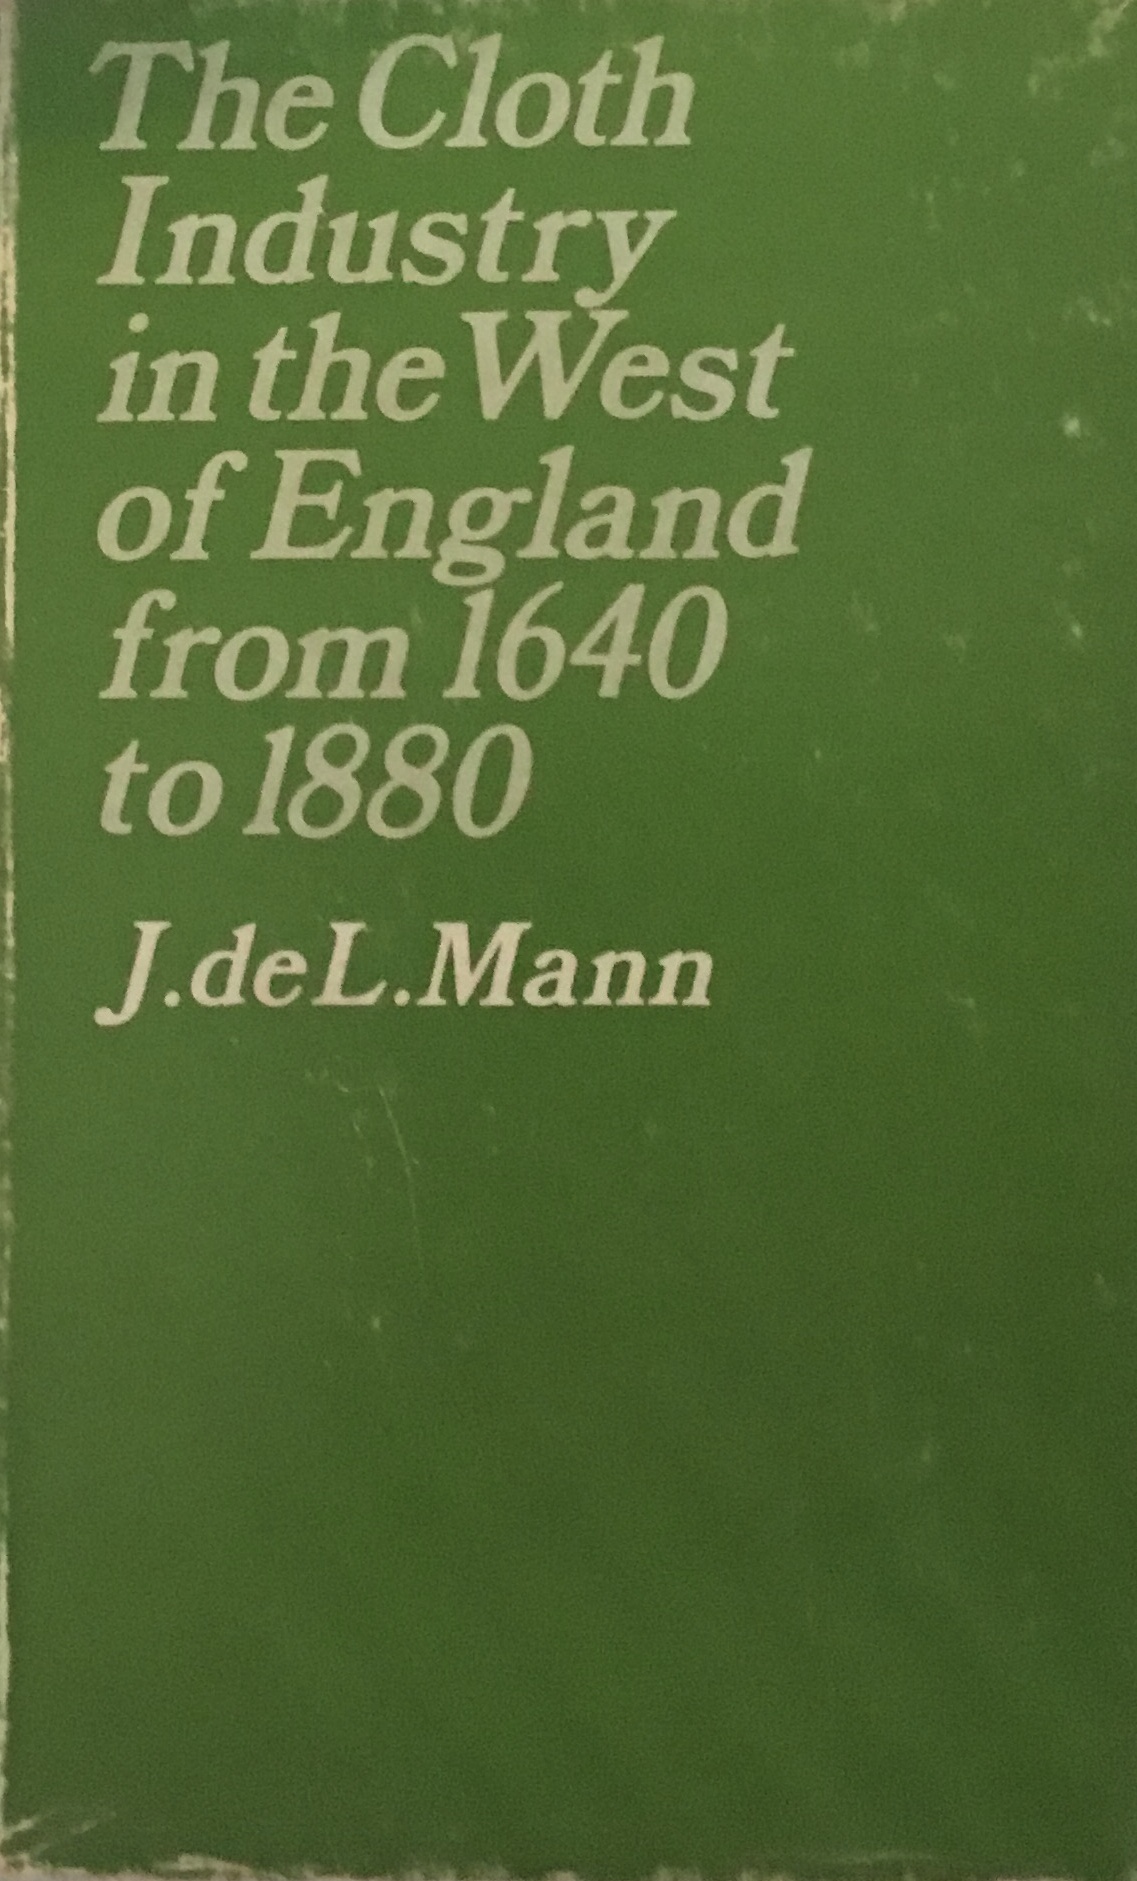 The Cloth
Industry
in the West
of England
from 1640
to 1880
J. de L. Mann